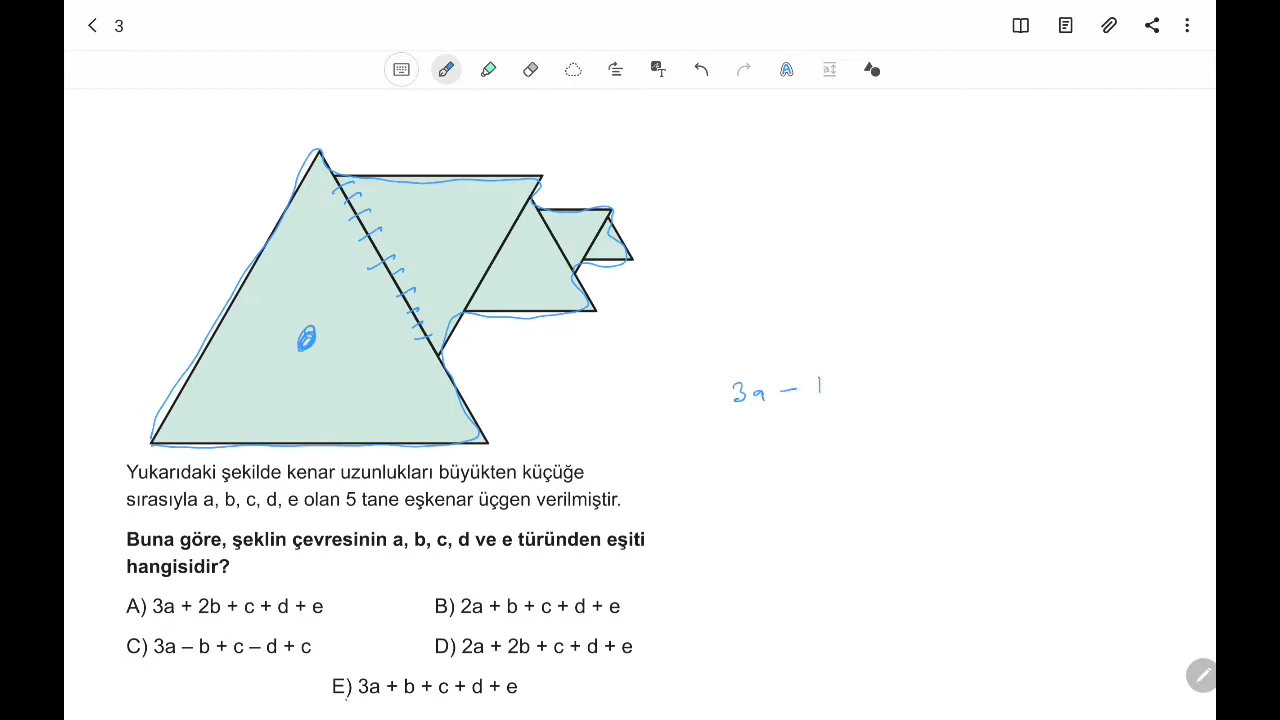 3
3a – 1
Yukarıdaki şekilde kenar uzunlukları büyükten küçüğe
sırasıyla a, b, c, d, e olan 5 tane eşkenar üçgen verilmiştir.
Buna göre, şeklin çevresinin a, b, c, d ve e türünden eşiti
hangisidir?
A) 3a + 2b + c + d + e B) 2a + b + c + d + e
C) 3a – b + c – d + c D) 2a + 2b + c + d + e
E) 3a + b + c + d + e